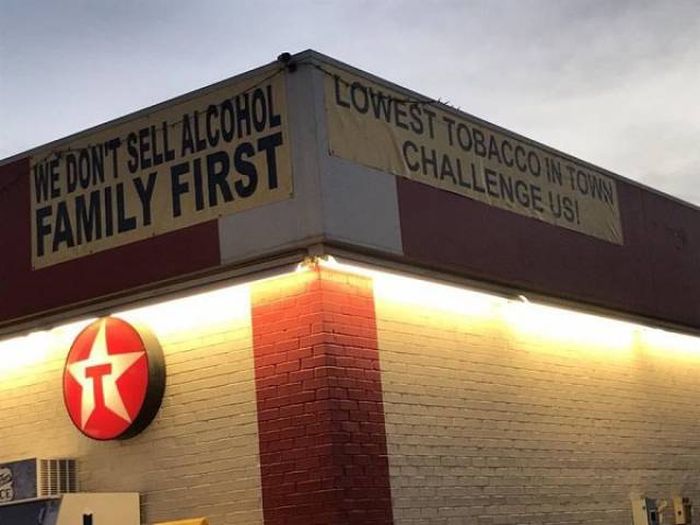 WE DON'T SELL ALCOHOL
FAMILY FIRST
LOWEST TOBACCO IN TOWN
CHALLENGE US!
T